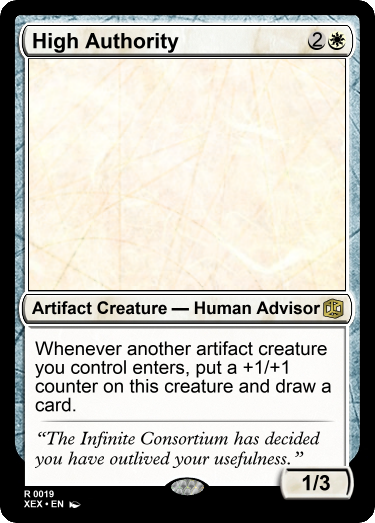 High Authority 2
Artifact Creature — Human Advisor
Whenever another artifact creature
you control enters, put a +1/+1
counter on this creature and draw a
card.
“The Infinite Consortium has decided
you have outlived your usefulness.”
1/3
R 0019
XEX • EN